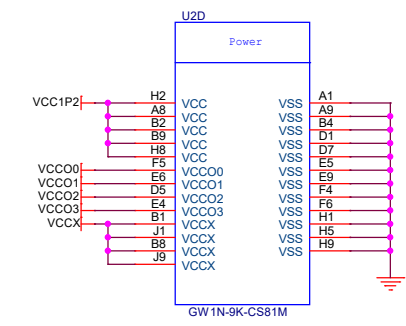 U2D
Power
VCC1P2 H2 VCC VSS A1
A8 VCC VSS A9
B2 VCC VSS B4
B9 VCC VSS D1
H8 VCC VSS D7
VCCO0 F5 VCCO0 VSS E5
VCCO1 E6 VCCO1 VSS E9
VCCO2 D5 VCCO2 VSS F4
VCCO3 E4 VCCO3 VSS F6
VCCX B1 VCCX VSS H1
J1 VCCX VSS H5
B8 VCCX VSS H9
J9 VCCX
GW1N-9K-CS81M